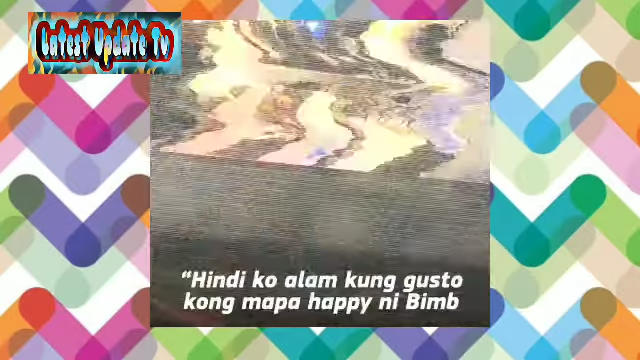 Latest Update Tv
“Hindi ko alam kung gusto
kong mapa happy ni Bimb